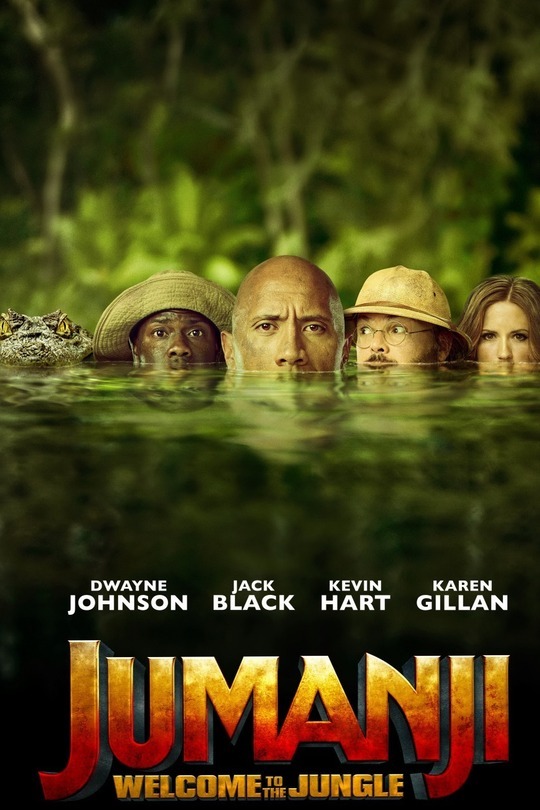 DWAYNE JACK KEVIN KAREN
JOHNSON BLACK HART GILLAN
JUMANJI
WELCOME TO THE JUNGLE